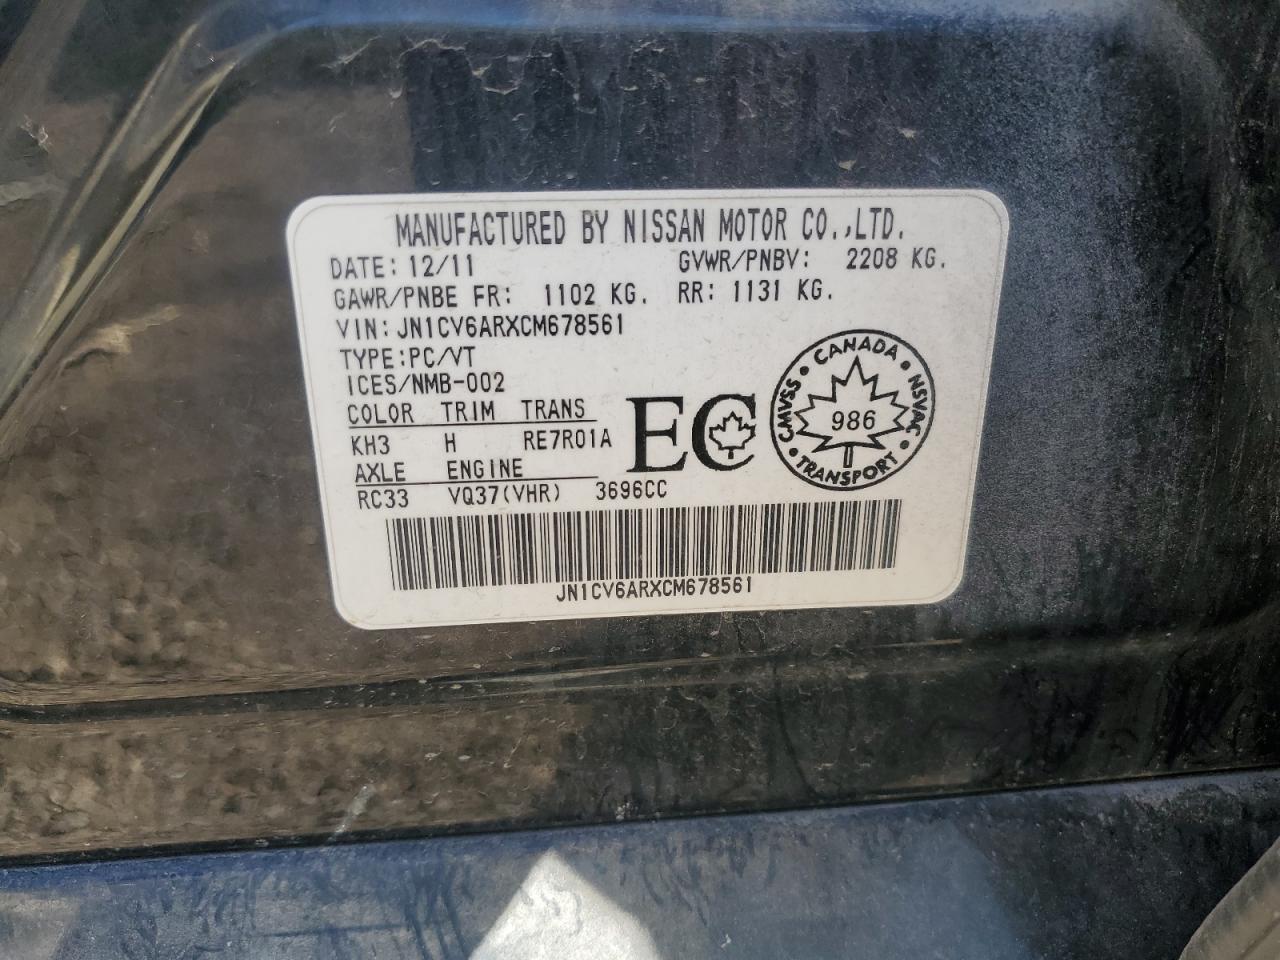 MANUFACTURED BY NISSAN MOTOR CO.,LTD.
DATE: 12/11 GVWR/PNBV: 2208 KG.
GAWR/PNBE FR: 1102 KG. RR: 1131 KG.
VIN: JN1CV6ARXCM678561
TYPE:PC/VT
ICES/NMB-002
COLOR TRIM TRANS
KH3 H RE7R01A
AXLE ENGINE
RC33 VQ37(VHR) 3696CC
EC
CANADA
NSVAC
TRANSPORT
CMVSS
986
JN1CV6ARXCM678561